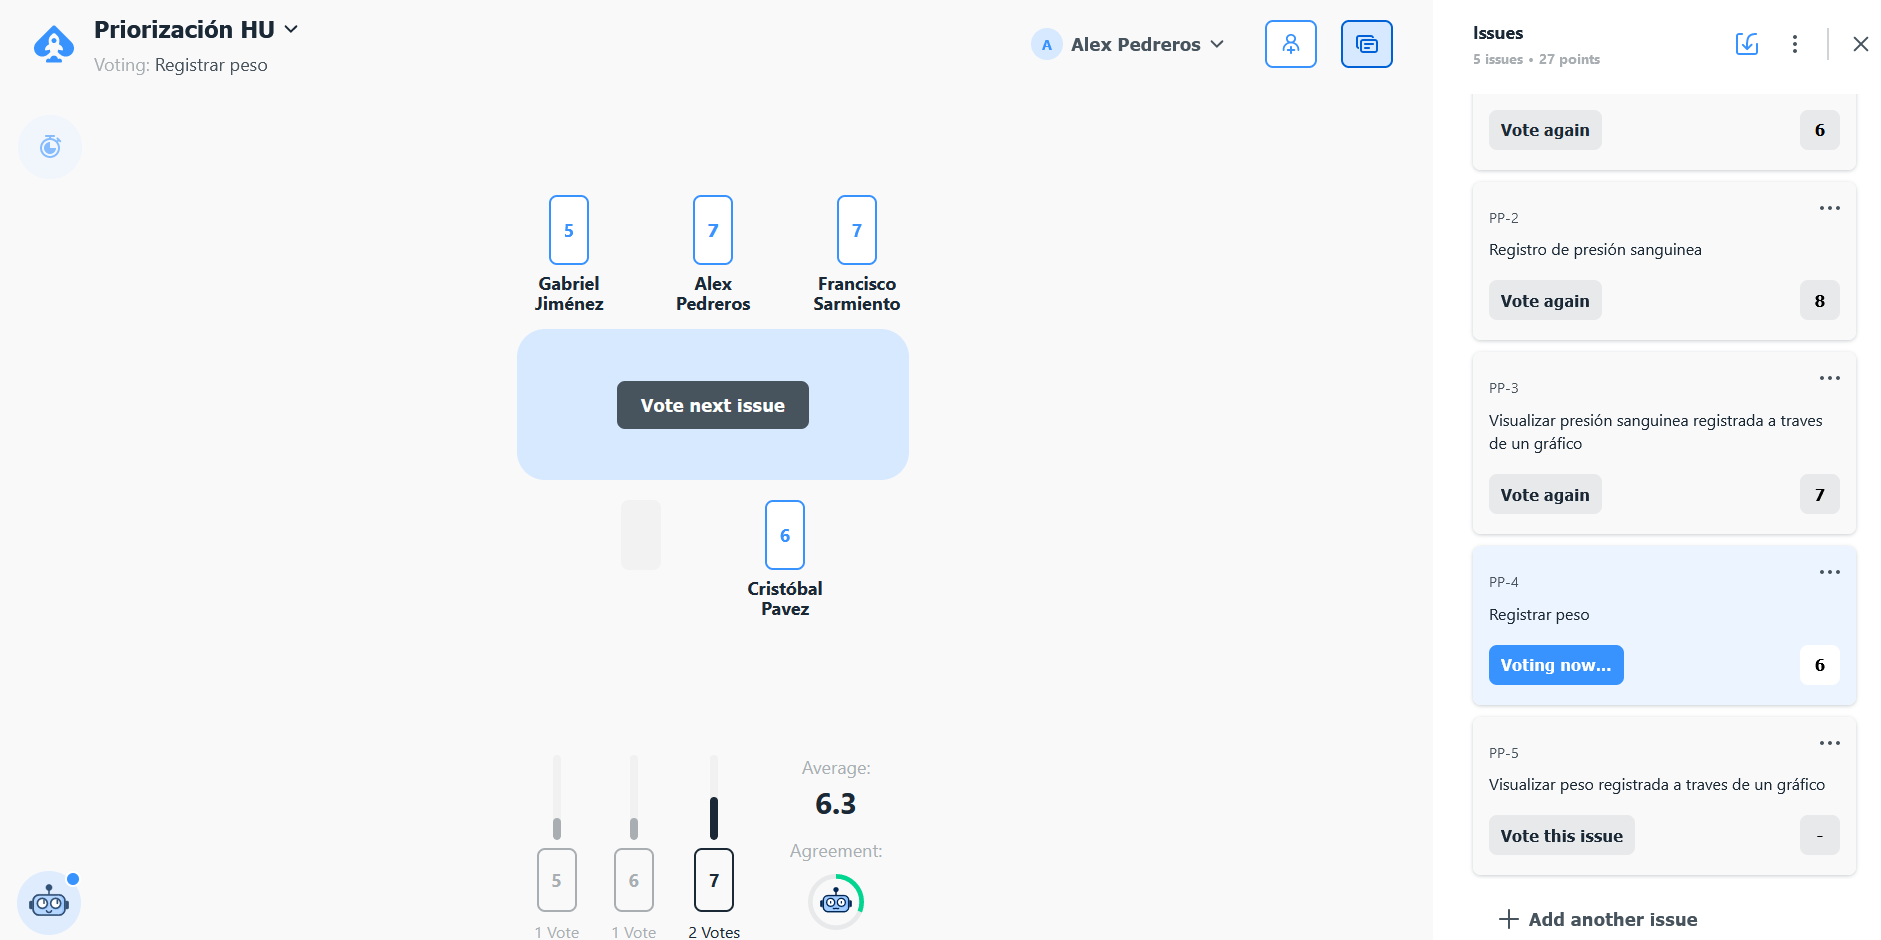 Priorización HU
Voting: Registrar peso
A Alex Pedreros
5
7
7
Gabriel
Jiménez
Alex
Pedreros
Francisco
Sarmiento
Vote next issue
6
Cristóbal
Pavez
5
6
7
1 Vote
1 Vote
2 Votes
Average:
6.3
Agreement:
Issues
5 issues • 27 points
Vote again 6
PP-2
Registro de presión sanguinea
Vote again 8
PP-3
Visualizar presión sanguinea registrada a traves
de un gráfico
Vote again 7
PP-4
Registrar peso
Voting now... 6
PP-5
Visualizar peso registrada a traves de un gráfico
Vote this issue -
Add another issue